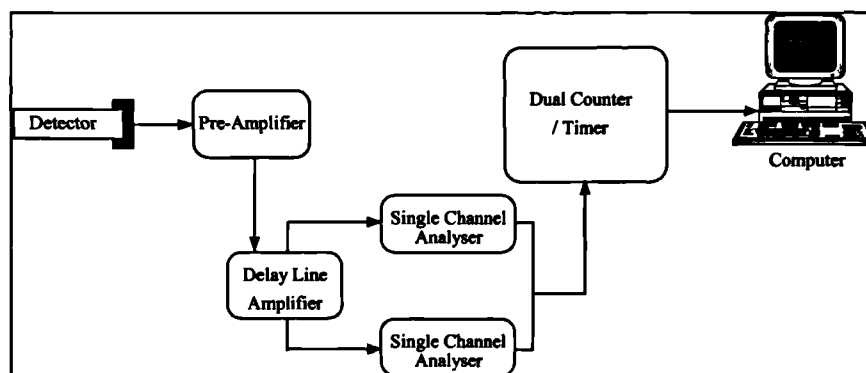 Detector
Pre-Amplifier
Dual Counter
/ Timer
Computer
Single Channel
Analyser
Delay Line
Amplifier
Single Channel
Analyser